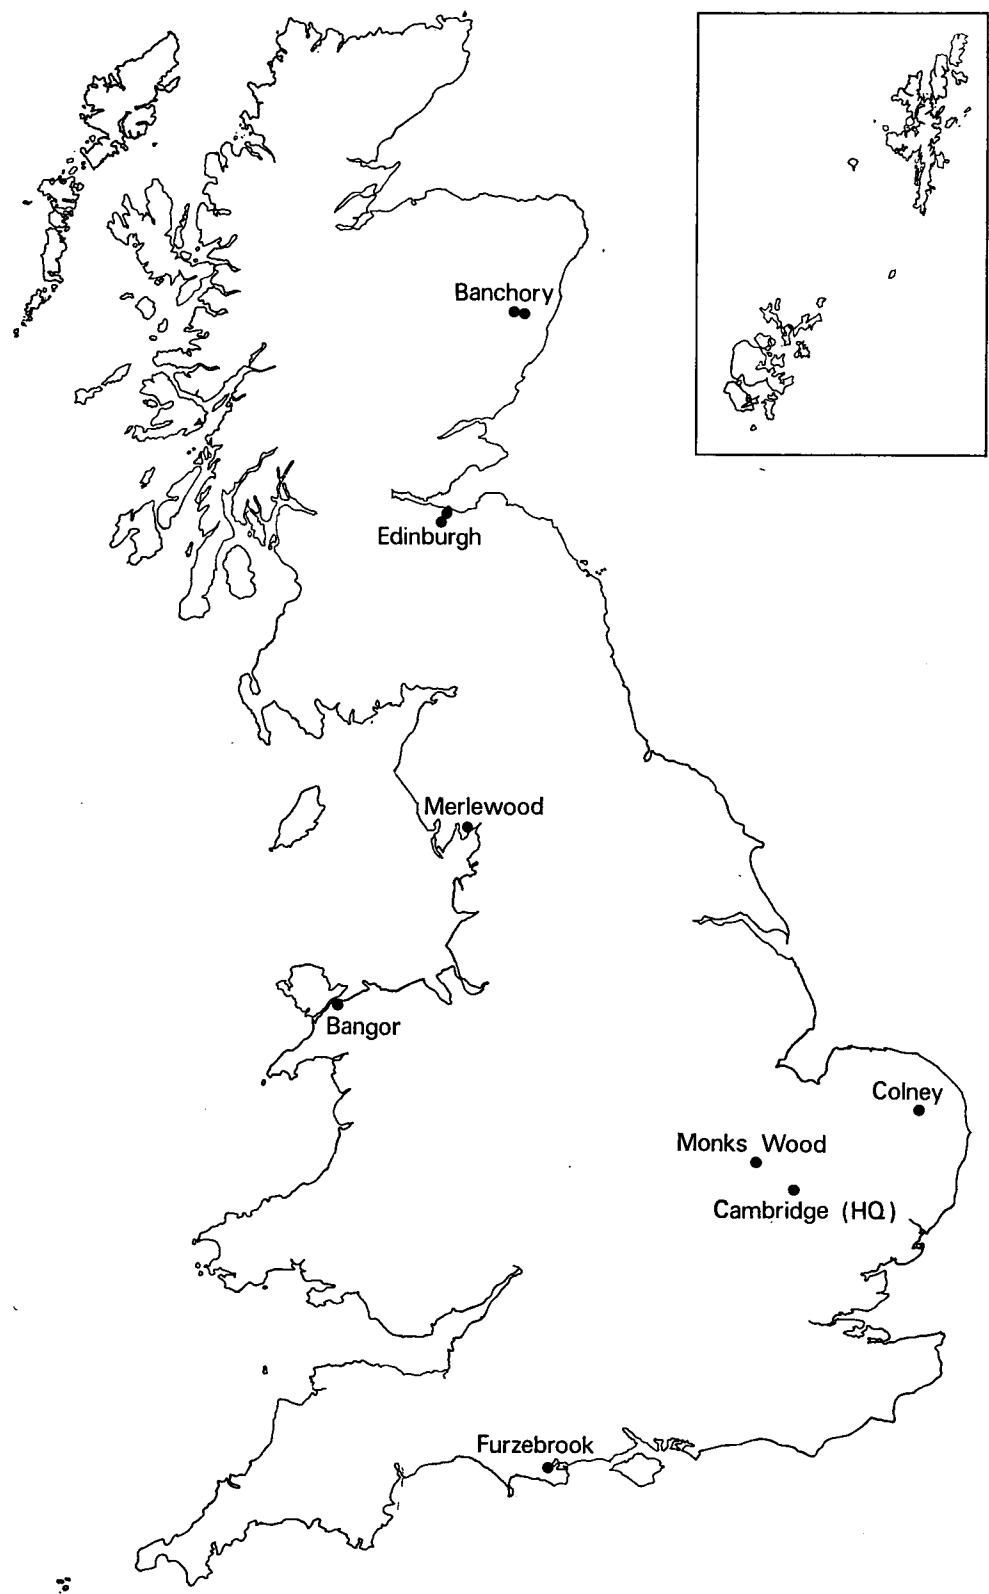 Banchory
Edinburgh
Merlewood
Bangor
Colney
Monks Wood
Cambridge (HQ)
Furzebrook